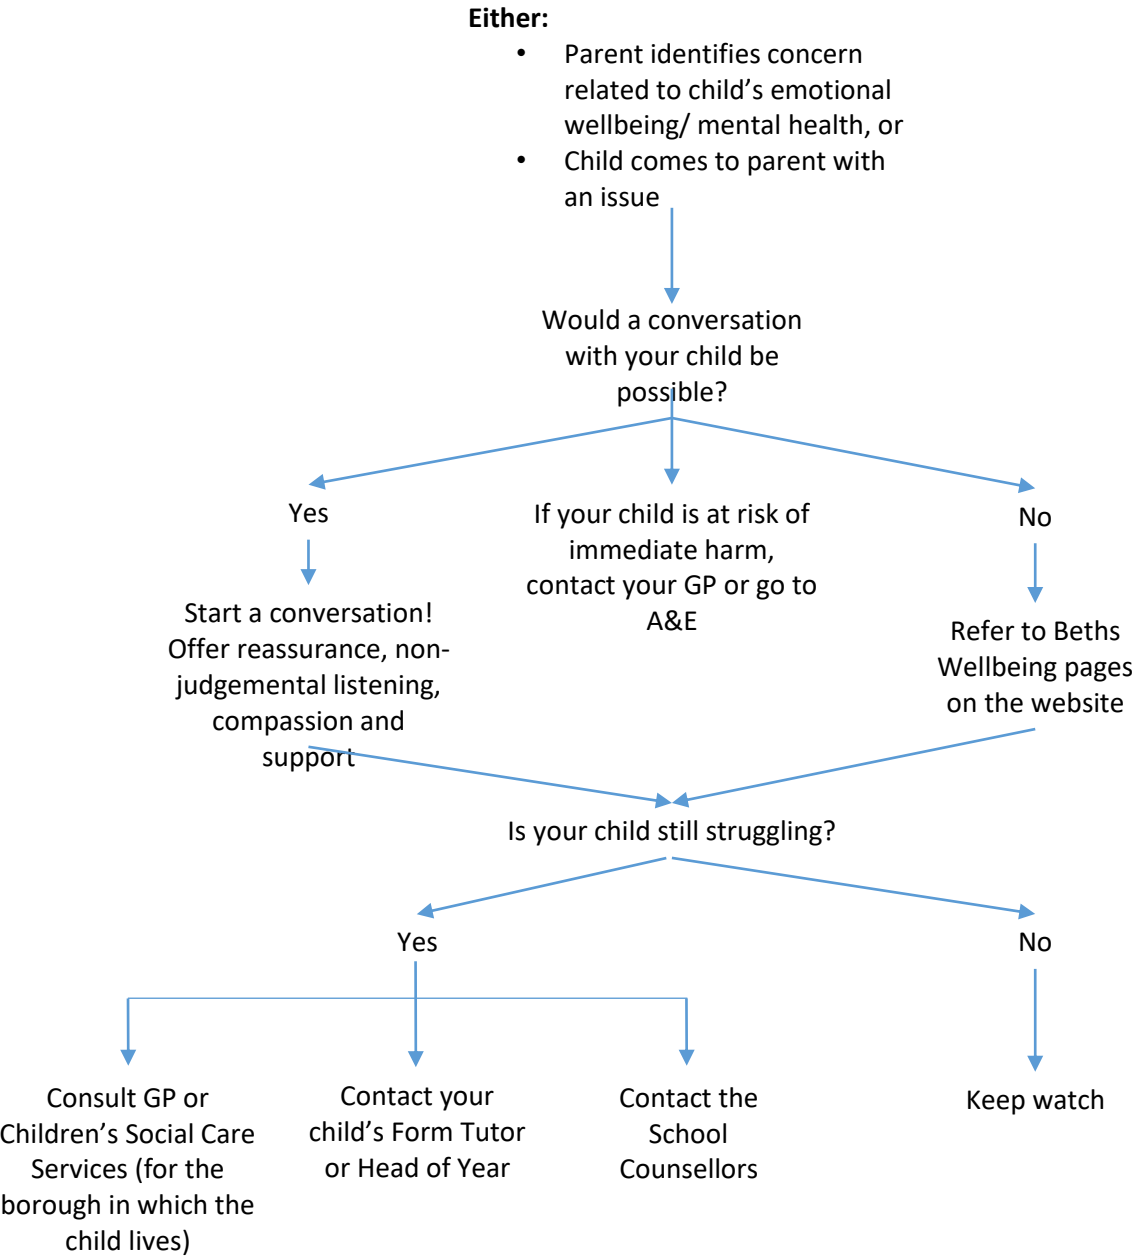 Either:
• Parent identifies concern
related to child’s emotional
wellbeing/ mental health, or
• Child comes to parent with
an issue
Would a conversation
with your child be
possible?
Yes
If your child is at risk of
immediate harm,
contact your GP or go to
A&E
No
Start a conversation!
Offer reassurance, non-
judgemental listening,
compassion and
support
Refer to Beths
Wellbeing pages
on the website
Is your child still struggling?
Yes
No
Consult GP or
Children’s Social Care
Services (for the
borough in which the
child lives)
Contact your
child’s Form Tutor
or Head of Year
Contact the
School
Counsellors
Keep watch